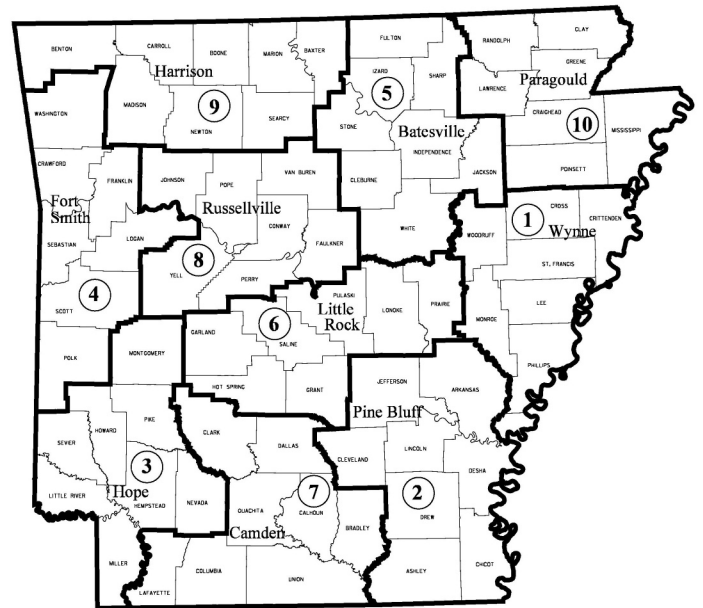 BENTON
CARROLL
BOONE
MARION
BAXTER
FULTON
RANDOLPH
CLAY
Harrison
IZARD
SHARP
GREENE
Paragould
LAWRENCE
WASHINGTON
MADISON
9
NEWTON
SEARCY
5
STONE
Batesville
INDEPENDENCE
CRAIGHEAD
10
MISSISSIPPI
CRAWFORD
FRANKLIN
JOHNSON
POPE
VAN BUREN
CLEBURNE
JACKSON
POINSETT
Fort
Smith
SEBASTIAN
LOGAN
Russellville
CONWAY
FAULKNER
WHITE
WOODRUFF
1
CROSS
Wynne
CRITTENDEN
8
YELL
PERRY
ST. FRANCIS
4
SCOTT
PULASKI
LONOKE
PRAIRIE
MONROE
LEE
6
Little
Rock
GARLAND
SALINE
POLK
MONTGOMERY
HOT SPRING
GRANT
JEFFERSON
ARKANSAS
PHILLIPS
Pine Bluff
SEVIER
HOWARD
PIKE
CLARK
DALLAS
CLEVELAND
LINCOLN
DESHA
3
LITTLE RIVER
Hope
HEMPSTEAD
NEVADA
OUACHITA
7
CALHOUN
2
DREW
Camden
BRADLEY
MILLER
LAFAYETTE
COLUMBIA
UNION
ASHLEY
CHICOT